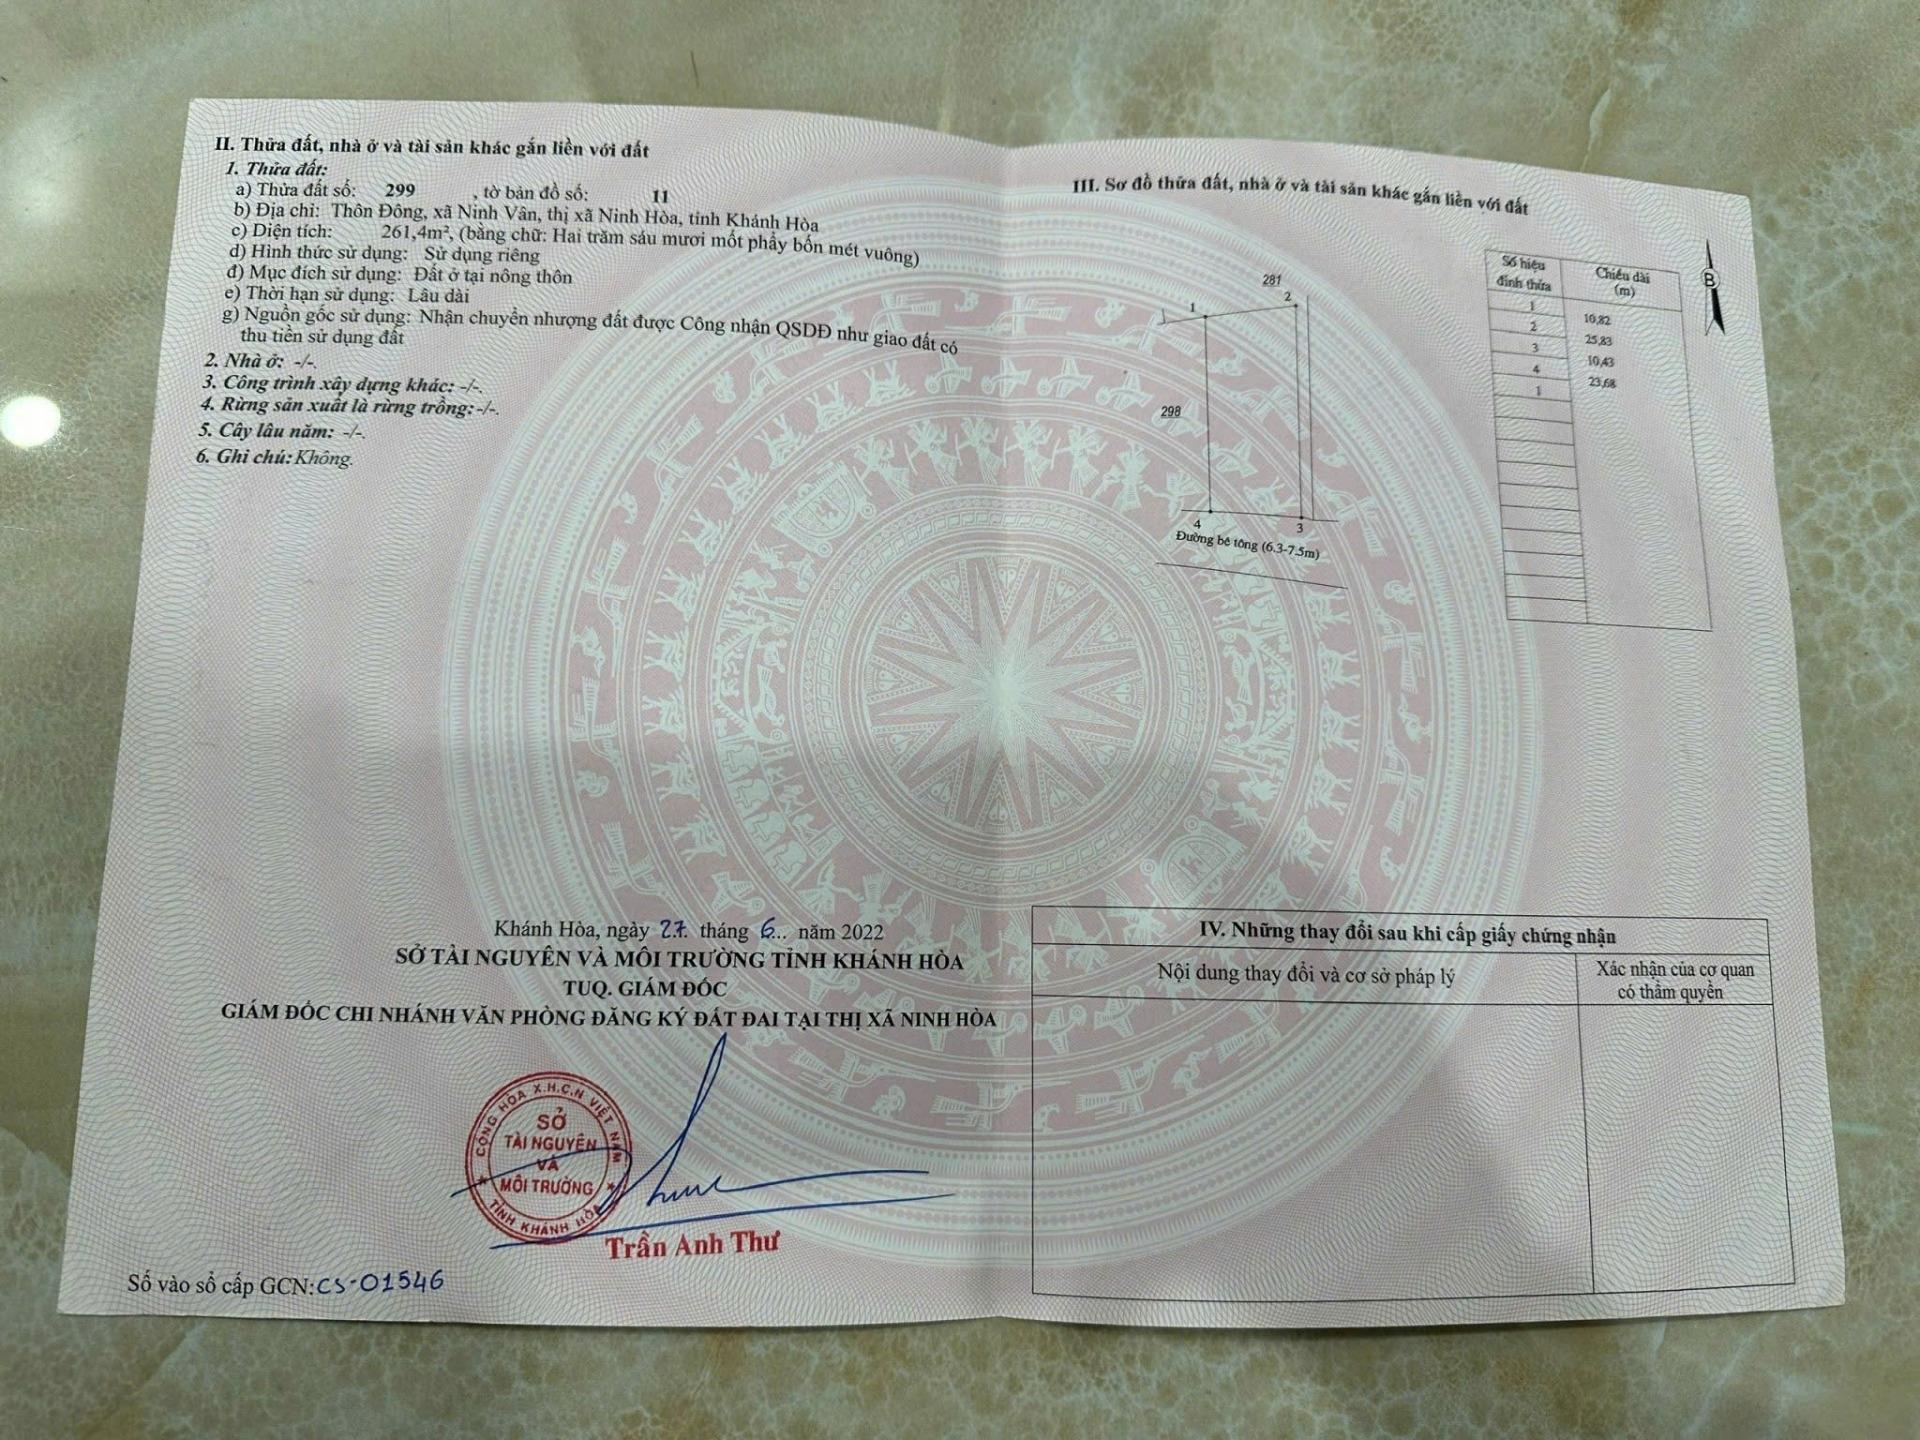 II. Thửa đất, nhà ở và tài sản khác gắn liền với đất
1. Thửa đất:
a) Thửa đất số: 299 , tờ bản đồ số: 11
b) Địa chỉ: Thôn Đông, xã Ninh Vân, thị xã Ninh Hòa, tỉnh Khánh Hòa
c) Diện tích: 261,4m², (bằng chữ: Hai trăm sáu mươi mốt phẩy bốn mét vuông)
d) Hình thức sử dụng: Sử dụng riêng
đ) Mục đích sử dụng: Đất ở tại nông thôn
e) Thời hạn sử dụng: Lâu dài
g) Nguồn gốc sử dụng: Nhận chuyển nhượng đất được Công nhận QSDĐ như giao đất có
thu tiền sử dụng đất
2. Nhà ở: -/-.
3. Công trình xây dựng khác: -/-.
4. Rừng sản xuất là rừng trồng: -/-.
5. Cây lâu năm: -/-.
6. Ghi chú: Không.
Khánh Hòa, ngày 27. tháng 6... năm 2022
SỞ TÀI NGUYÊN VÀ MÔI TRƯỜNG TỈNH KHÁNH HÒA
TUQ. GIÁM ĐỐC
GIÁM ĐỐC CHI NHÁNH VĂN PHÒNG ĐĂNG KÝ ĐẤT ĐAI TẠI THỊ XÃ NINH HÒA
CỘNG HÒA X.H.C.N VIỆT NAM
SỞ
TÀI NGUYÊN
VÀ
MÔI TRƯỜNG
TỈNH KHÁNH HÒA
Trần Anh Thư
Số vào sổ cấp GCN: CS-01546
III. Sơ đồ thửa đất, nhà ở và tài sản khác gắn liền với đất
281
1
2
298
4
3
Đường bê tông (6.3-7.5m)
B
Số hiệu
đỉnh thửa
Chiều dài
(m)
1
10,82
2
25,83
3
10,43
4
23,68
1
IV. Những thay đổi sau khi cấp giấy chứng nhận
Nội dung thay đổi và cơ sở pháp lý
Xác nhận của cơ quan
có thẩm quyền